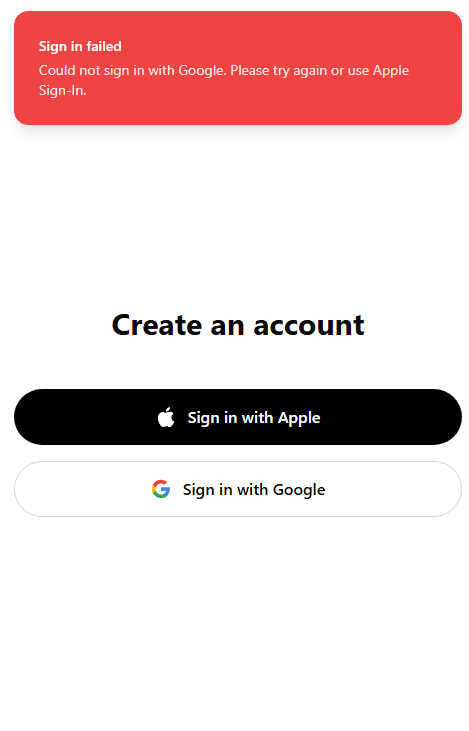 Sign in failed
Could not sign in with Google. Please try again or use Apple
Sign-In.
Create an account
Sign in with Apple
Sign in with Google